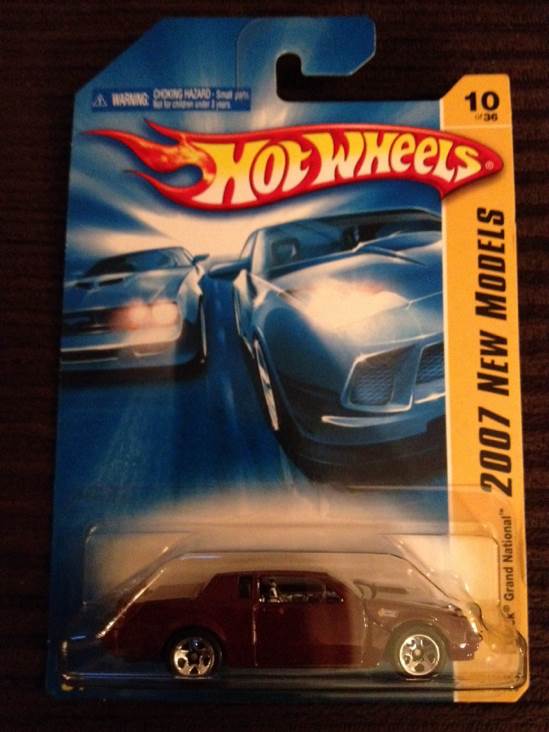 WARNING: CHOKING HAZARD - Small parts
Not for children under 3 years.
10
of 36
HOT WHEELS®
2007 NEW MODELS
Grand National™